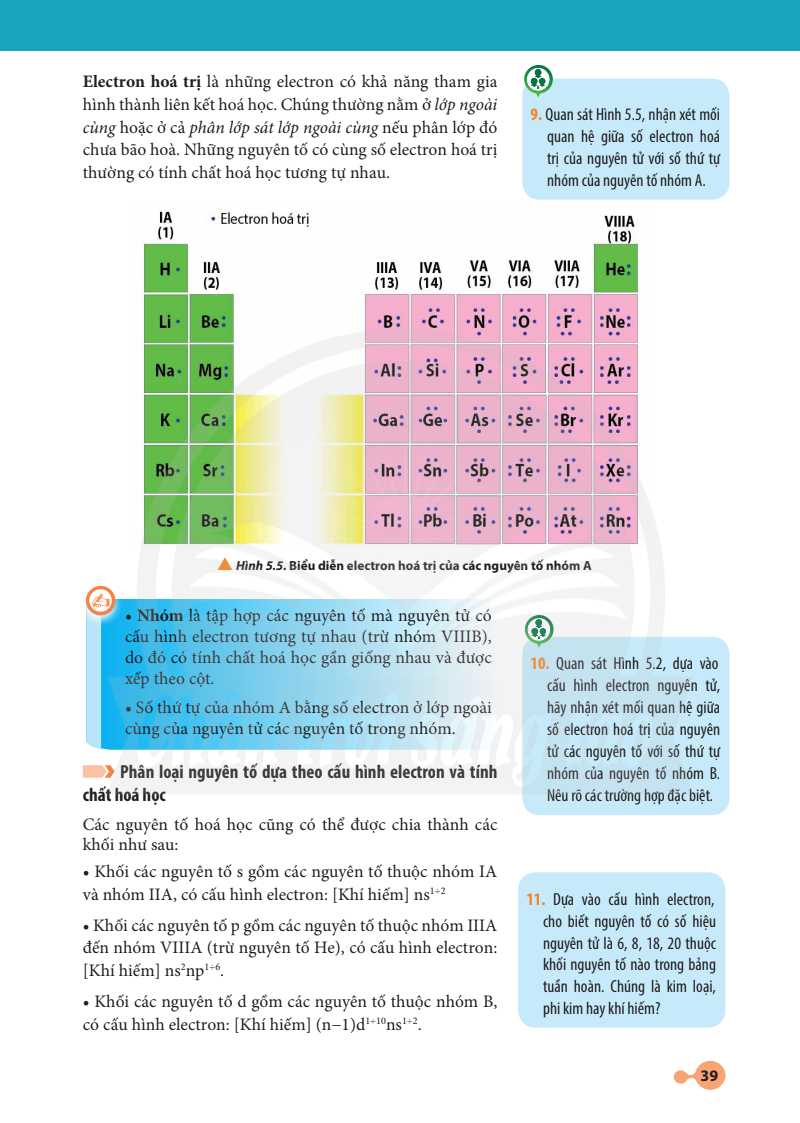 Electron hoá trị là những electron có khả năng tham gia
hình thành liên kết hoá học. Chúng thường nằm ở lớp ngoài
cùng hoặc ở cả phân lớp sát lớp ngoài cùng nếu phân lớp đó
chưa bão hoà. Những nguyên tố có cùng số electron hoá trị
thường có tính chất hoá học tương tự nhau.
9. Quan sát Hình 5.5, nhận xét mối
quan hệ giữa số electron hoá
trị của nguyên tử với số thứ tự
nhóm của nguyên tố nhóm A.
IA • Electron hoá trị VIIIA
(1) (18)
H IIA IIIA IVA VA VIA VIIA He
(2) (13) (14) (15) (16) (17)
Li Be B C N O F Ne
Na Mg Al Si P S Cl Ar
K Ca Ga Ge As Se Br Kr
Rb Sr In Sn Sb Te I Xe
Cs Ba Tl Pb Bi Po At Rn
Hình 5.5. Biểu diễn electron hoá trị của các nguyên tố nhóm A
• Nhóm là tập hợp các nguyên tố mà nguyên tử có
cấu hình electron tương tự nhau (trừ nhóm VIIIB),
do đó có tính chất hoá học gần giống nhau và được
xếp theo cột.
• Số thứ tự của nhóm A bằng số electron ở lớp ngoài
cùng của nguyên tử các nguyên tố trong nhóm.
10. Quan sát Hình 5.2, dựa vào
cấu hình electron nguyên tử,
hãy nhận xét mối quan hệ giữa
số electron hoá trị của nguyên
tử các nguyên tố với số thứ tự
nhóm của nguyên tố nhóm B.
Nêu rõ các trường hợp đặc biệt.
Phân loại nguyên tố dựa theo cấu hình electron và tính
chất hoá học
Các nguyên tố hoá học cũng có thể được chia thành các
khối như sau:
• Khối các nguyên tố s gồm các nguyên tố thuộc nhóm IA
và nhóm IIA, có cấu hình electron: [Khí hiếm] ns¹÷²
• Khối các nguyên tố p gồm các nguyên tố thuộc nhóm IIIA
đến nhóm VIIIA (trừ nguyên tố He), có cấu hình electron:
[Khí hiếm] ns²np¹÷⁶.
• Khối các nguyên tố d gồm các nguyên tố thuộc nhóm B,
có cấu hình electron: [Khí hiếm] (n−1)d¹÷¹⁰ns¹÷².
11. Dựa vào cấu hình electron,
cho biết nguyên tố có số hiệu
nguyên tử là 6, 8, 18, 20 thuộc
khối nguyên tố nào trong bảng
tuần hoàn. Chúng là kim loại,
phi kim hay khí hiếm?
39